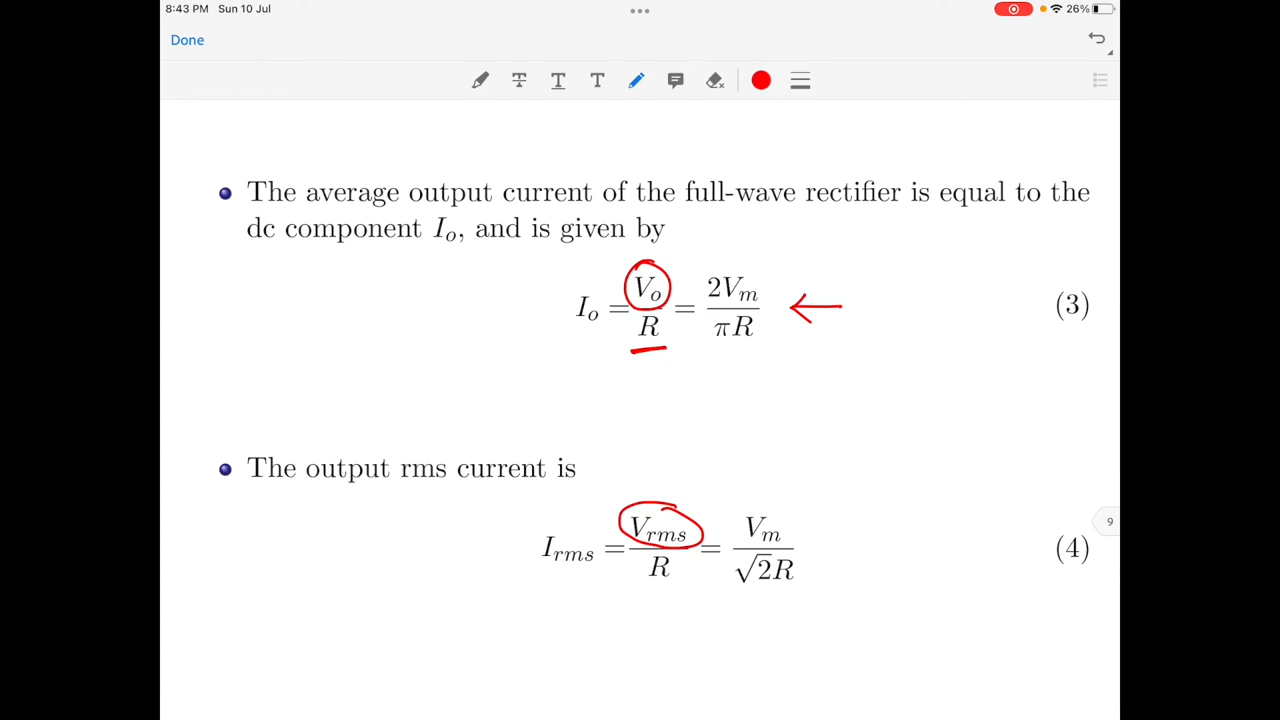 8:43 PM Sun 10 Jul
26%
Done
The average output current of the full-wave rectifier is equal to the
dc component I_o, and is given by
I_o = V_o/R = 2V_m/πR (3)
The output rms current is
I_rms = V_rms/R = V_m/√2R (4)
9